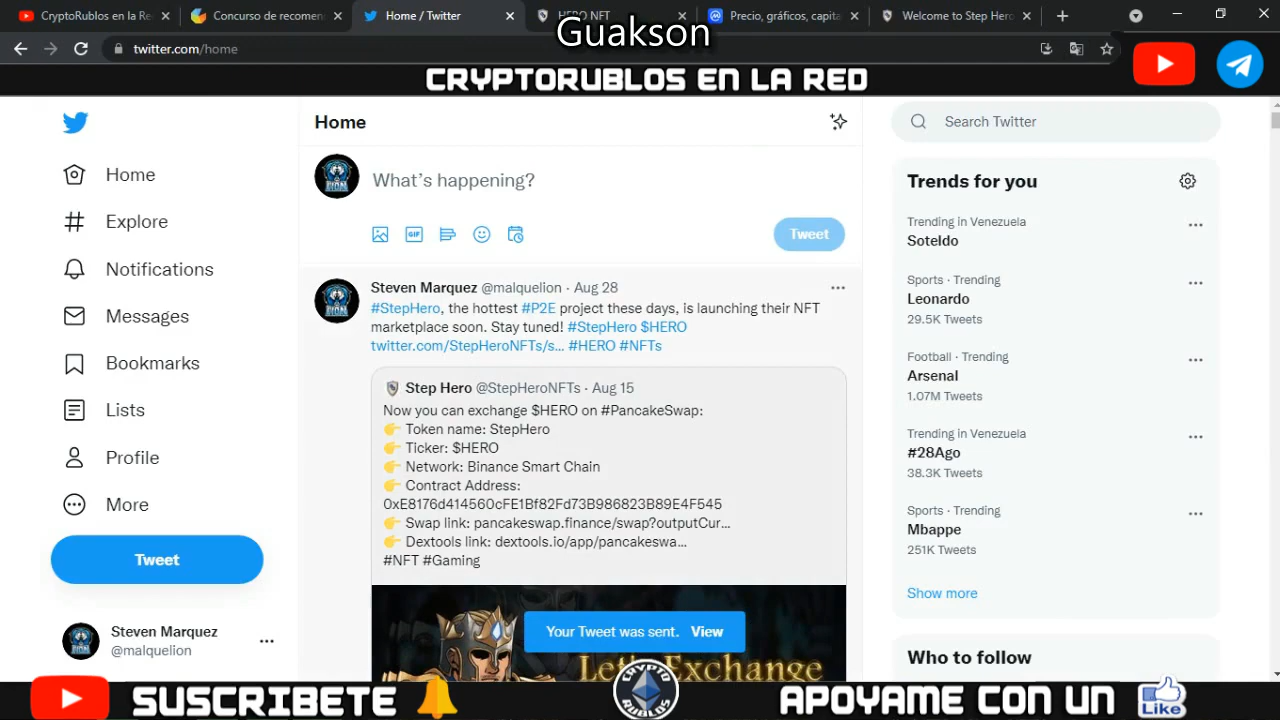 CryptoRublos en la Re
Concurso de recomen
Home / Twitter
HERO NFT
Precio, gráficos, capita
Welcome to Step Hero
Guakson
twitter.com/home
CRYPTORUBLOS EN LA RED
Home
Explore
Notifications
Messages
Bookmarks
Lists
Profile
More
Tweet
Steven Marquez
@malquelion
Home
What's happening?
GIF
Tweet
Steven Marquez @malquelion · Aug 28
#StepHero, the hottest #P2E project these days, is launching their NFT
marketplace soon. Stay tuned! #StepHero $HERO
twitter.com/StepHeroNFTs/s... #HERO #NFTs
Step Hero @StepHeroNFTs · Aug 15
Now you can exchange $HERO on #PancakeSwap:
👉 Token name: StepHero
👉 Ticker: $HERO
👉 Network: Binance Smart Chain
👉 Contract Address:
0xE8176d414560cFE1Bf82Fd73B986823B89E4F545
👉 Swap link: pancakeswap.finance/swap?outputCur...
👉 Dextools link: dextools.io/app/pancakeswa...
#NFT #Gaming
Your Tweet was sent. View
Let's Exchange
Search Twitter
Trends for you
Trending in Venezuela
Soteldo
Sports · Trending
Leonardo
29.5K Tweets
Football · Trending
Arsenal
1.07M Tweets
Trending in Venezuela
#28Ago
38.3K Tweets
Sports · Trending
Mbappe
251K Tweets
Show more
Who to follow
SUSCRIBETE
CRYPTO
RUBLOS
APOYAME CON UN
Like